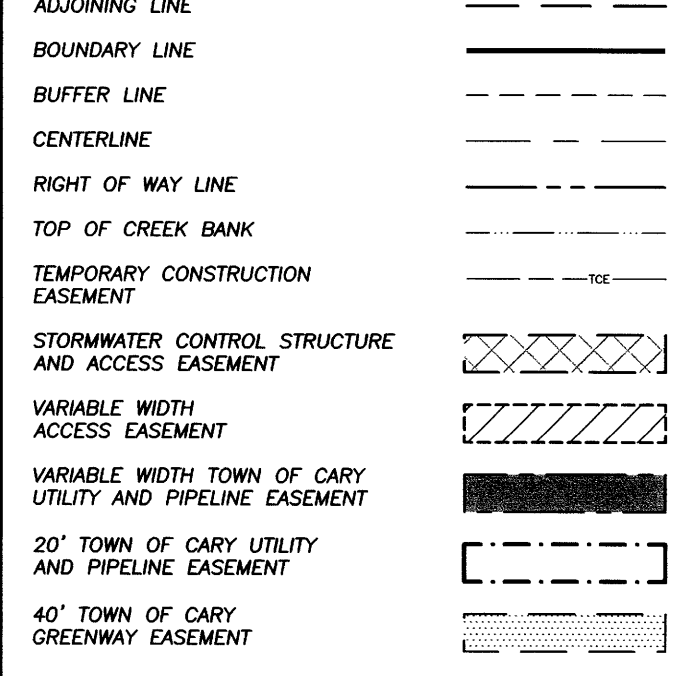 ADJOINING LINE
BOUNDARY LINE
BUFFER LINE
CENTERLINE
RIGHT OF WAY LINE
TOP OF CREEK BANK
TEMPORARY CONSTRUCTION
EASEMENT
TCE
STORMWATER CONTROL STRUCTURE
AND ACCESS EASEMENT
VARIABLE WIDTH
ACCESS EASEMENT
VARIABLE WIDTH TOWN OF CARY
UTILITY AND PIPELINE EASEMENT
20' TOWN OF CARY UTILITY
AND PIPELINE EASEMENT
40' TOWN OF CARY
GREENWAY EASEMENT